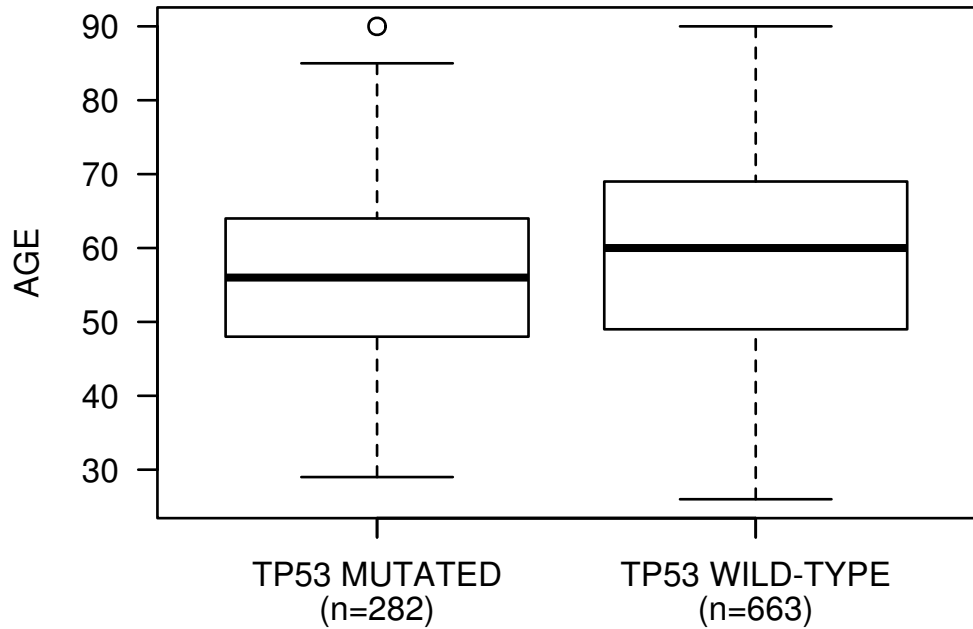 90
80
70
60
50
40
30
AGE
TP53 MUTATED
(n=282)
TP53 WILD-TYPE
(n=663)